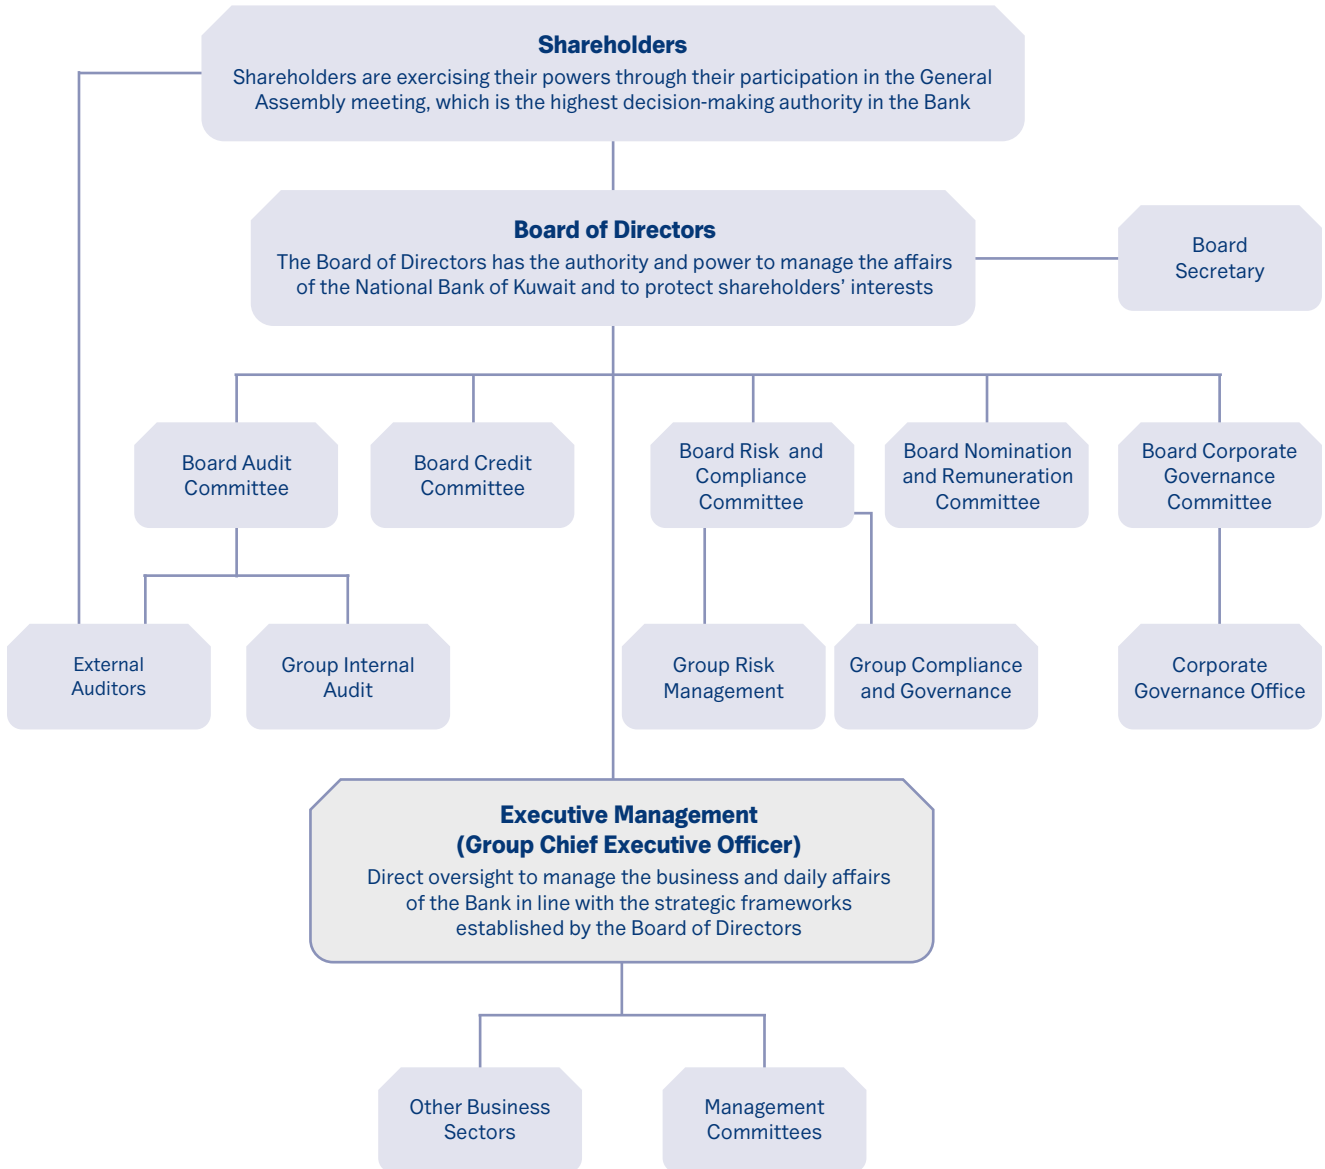 Shareholders
Shareholders are exercising their powers through their participation in the General
Assembly meeting, which is the highest decision-making authority in the Bank
Board of Directors
The Board of Directors has the authority and power to manage the affairs
of the National Bank of Kuwait and to protect shareholders’ interests
Board
Secretary
Board Audit
Committee
Board Credit
Committee
Board Risk and
Compliance
Committee
Board Nomination
and Remuneration
Committee
Board Corporate
Governance
Committee
External
Auditors
Group Internal
Audit
Group Risk
Management
Group Compliance
and Governance
Corporate
Governance Office
Executive Management
(Group Chief Executive Officer)
Direct oversight to manage the business and daily affairs
of the Bank in line with the strategic frameworks
established by the Board of Directors
Other Business
Sectors
Management
Committees